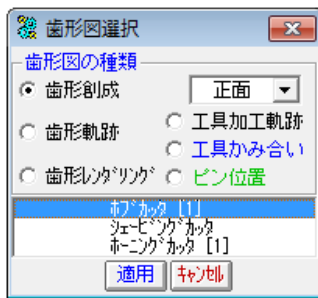 歯形図選択
歯形図の種類
歯形創成 正面
歯形軌跡 工具加工軌跡
工具かみ合い
歯形ﾚﾝﾀﾞﾘﾝｸﾞ ピン位置
ﾎﾌﾞｶｯﾀ [1]
ｼｪｰﾋﾞﾝｸﾞｶｯﾀ
ﾎｰﾆﾝｸﾞｶｯﾀ [1]
適用 ｷｬﾝｾﾙ